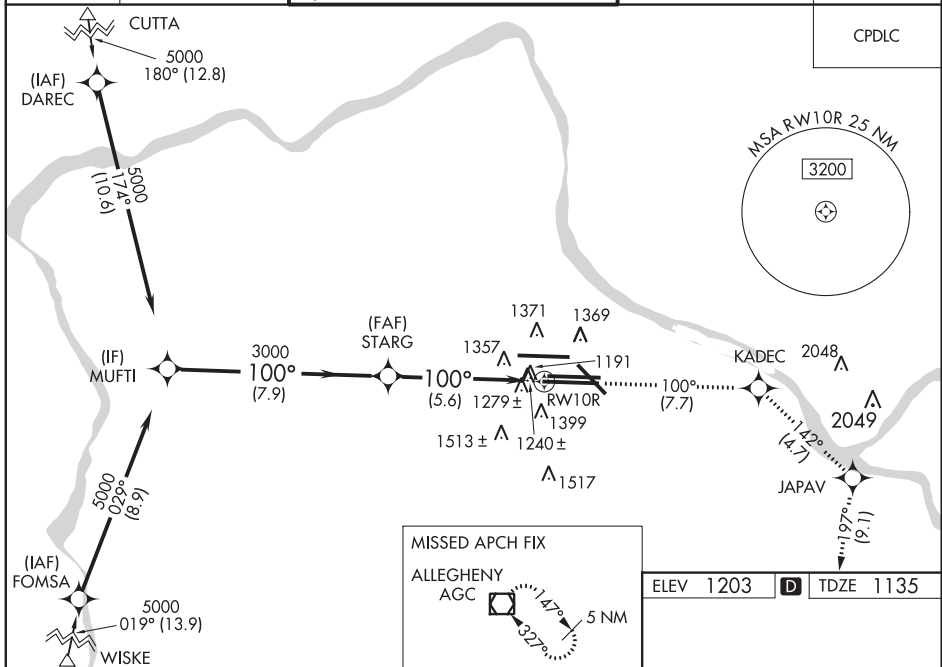 CUTTA
5000
180° (12.8)
(IAF)
DAREC
5000
174°
(10.6)
CPDLC
MSA RW10R 25 NM
3200
(IF)
MUFTI
3000
100°
(7.9)
(FAF)
STARG
100°
(5.6)
1371
1369
1357
1191
1279 ±
RW10R
1399
1513 ±
1240 ±
1517
100°
(7.7)
KADEC
2048
2049
142°
(4.7)
JAPAV
197°
(9.1)
5000
029°
(8.9)
(IAF)
FOMSA
5000
019° (13.9)
WISKE
MISSED APCH FIX
ALLEGHENY
AGC
147°
327°
5 NM
ELEV 1203 D TDZE 1135